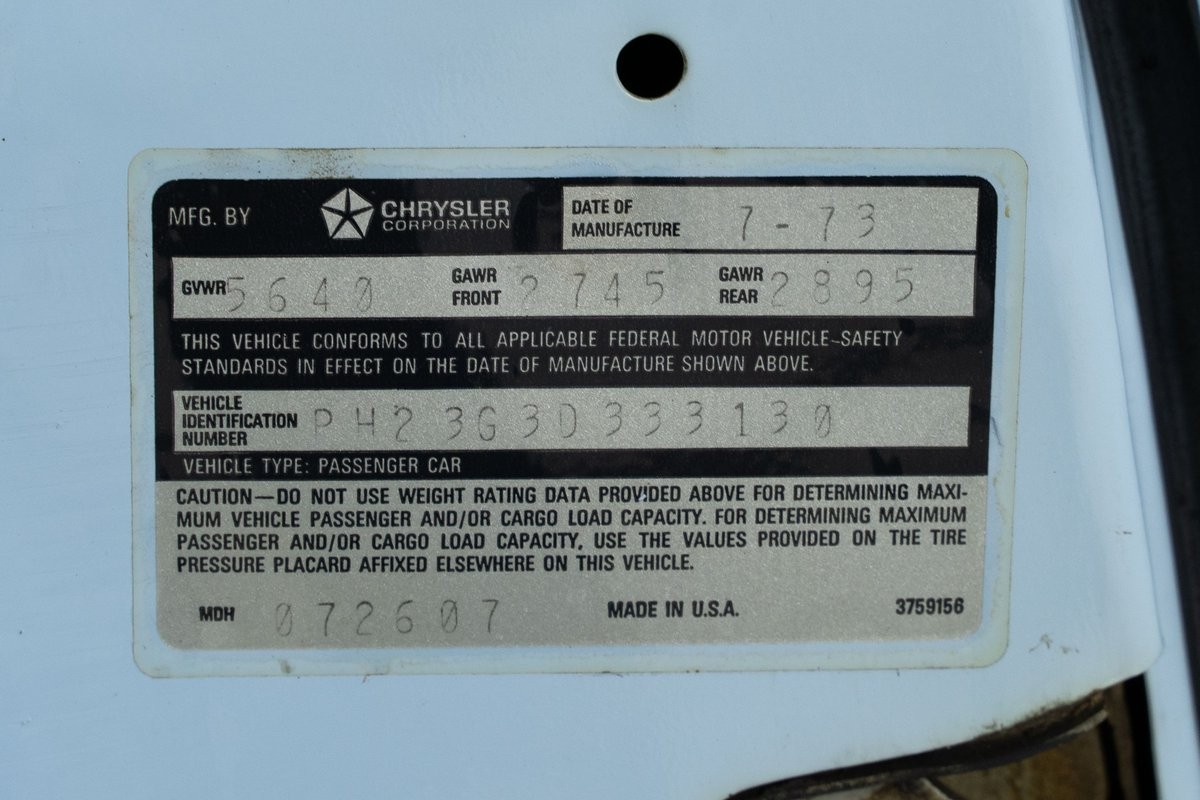 MFG. BY CHRYSLER CORPORATION DATE OF MANUFACTURE 7-73
GVWR 5640 GAWR FRONT 2745 GAWR REAR 2895
THIS VEHICLE CONFORMS TO ALL APPLICABLE FEDERAL MOTOR VEHICLE-SAFETY
STANDARDS IN EFFECT ON THE DATE OF MANUFACTURE SHOWN ABOVE.
VEHICLE IDENTIFICATION NUMBER PH23G3D333130
VEHICLE TYPE: PASSENGER CAR
CAUTION—DO NOT USE WEIGHT RATING DATA PROVIDED ABOVE FOR DETERMINING MAXI-
MUM VEHICLE PASSENGER AND/OR CARGO LOAD CAPACITY. FOR DETERMINING MAXIMUM
PASSENGER AND/OR CARGO LOAD CAPACITY, USE THE VALUES PROVIDED ON THE TIRE
PRESSURE PLACARD AFFIXED ELSEWHERE ON THIS VEHICLE.
MDH 072607 MADE IN U.S.A. 3759156